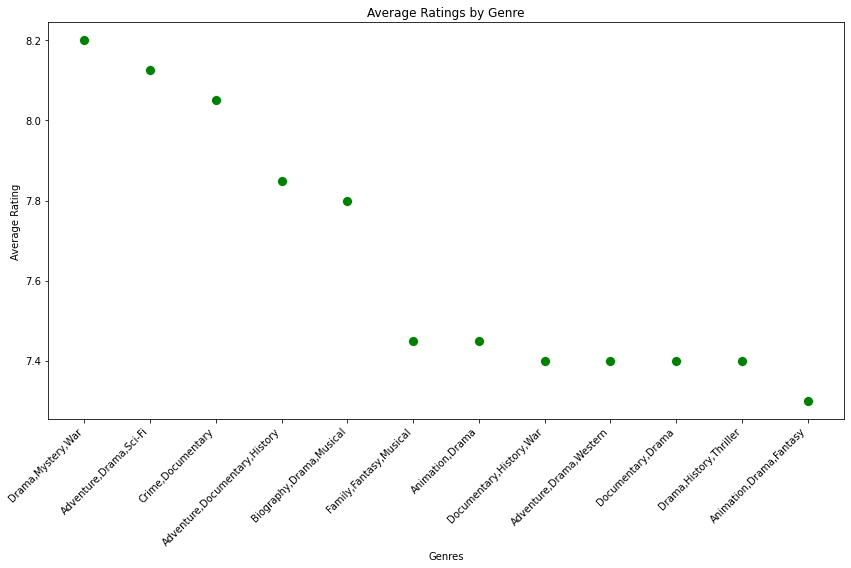 Average Ratings by Genre
Average Rating
8.2
8.0
7.8
7.6
7.4
Drama,Mystery,War
Adventure,Drama,Sci-Fi
Crime,Documentary
Adventure,Documentary,History
Biography,Drama,Musical
Family,Fantasy,Musical
Animation,Drama
Documentary,History,War
Adventure,Drama,Western
Documentary,Drama
Drama,History,Thriller
Animation,Drama,Fantasy
Genres